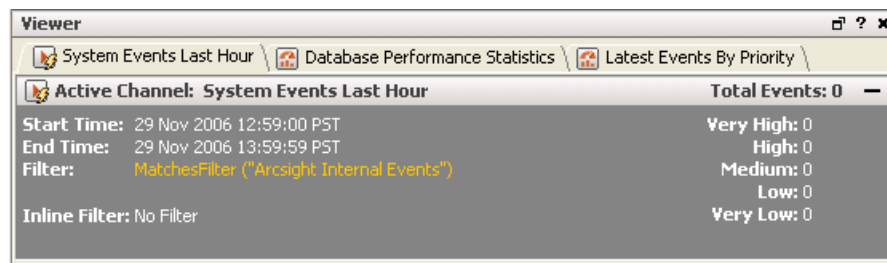 Viewer
System Events Last Hour
Database Performance Statistics
Latest Events By Priority
Active Channel: System Events Last Hour
Total Events: 0
Start Time: 29 Nov 2006 12:59:00 PST
Very High: 0
End Time: 29 Nov 2006 13:59:59 PST
High: 0
Filter: MatchesFilter ("Arcsight Internal Events")
Medium: 0
Low: 0
Inline Filter: No Filter
Very Low: 0